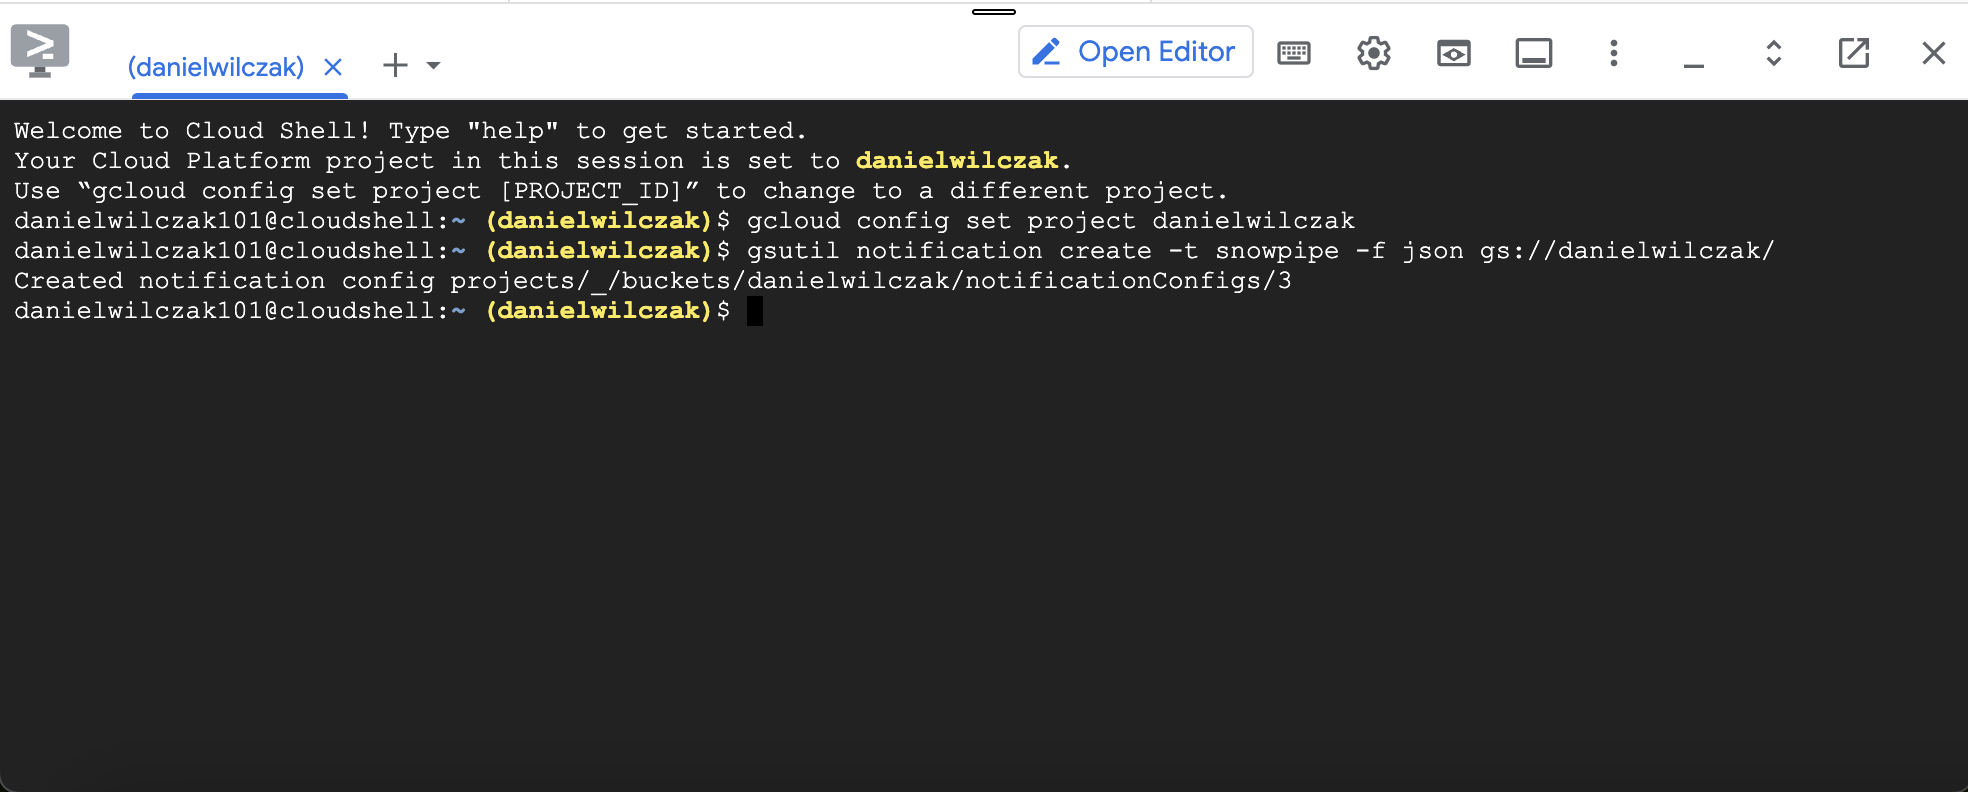 (danielwilczak)
Open Editor
Welcome to Cloud Shell! Type "help" to get started.
Your Cloud Platform project in this session is set to danielwilczak.
Use “gcloud config set project [PROJECT_ID]” to change to a different project.
danielwilczak101@cloudshell:~ (danielwilczak)$ gcloud config set project danielwilczak
danielwilczak101@cloudshell:~ (danielwilczak)$ gsutil notification create -t snowpipe -f json gs://danielwilczak/
Created notification config projects/_/buckets/danielwilczak/notificationConfigs/3
danielwilczak101@cloudshell:~ (danielwilczak)$